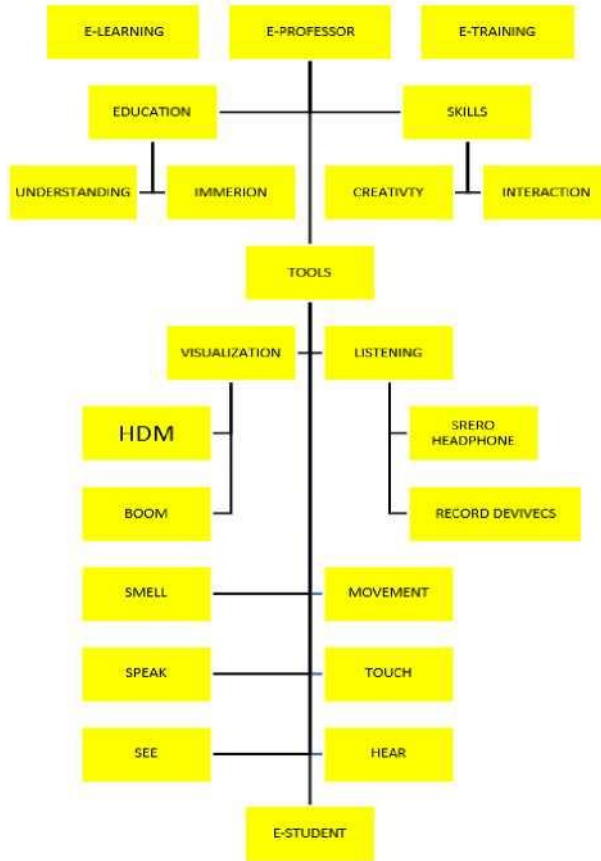 E-LEARNING
E-PROFESSOR
E-TRAINING
EDUCATION
SKILLS
UNDERSTANDING
IMMERION
CREATIVTY
INTERACTION
TOOLS
VISUALIZATION
LISTENING
HDM
SRERO
HEADPHONE
BOOM
RECORD DEVIVECS
SMELL
MOVEMENT
SPEAK
TOUCH
SEE
HEAR
E-STUDENT